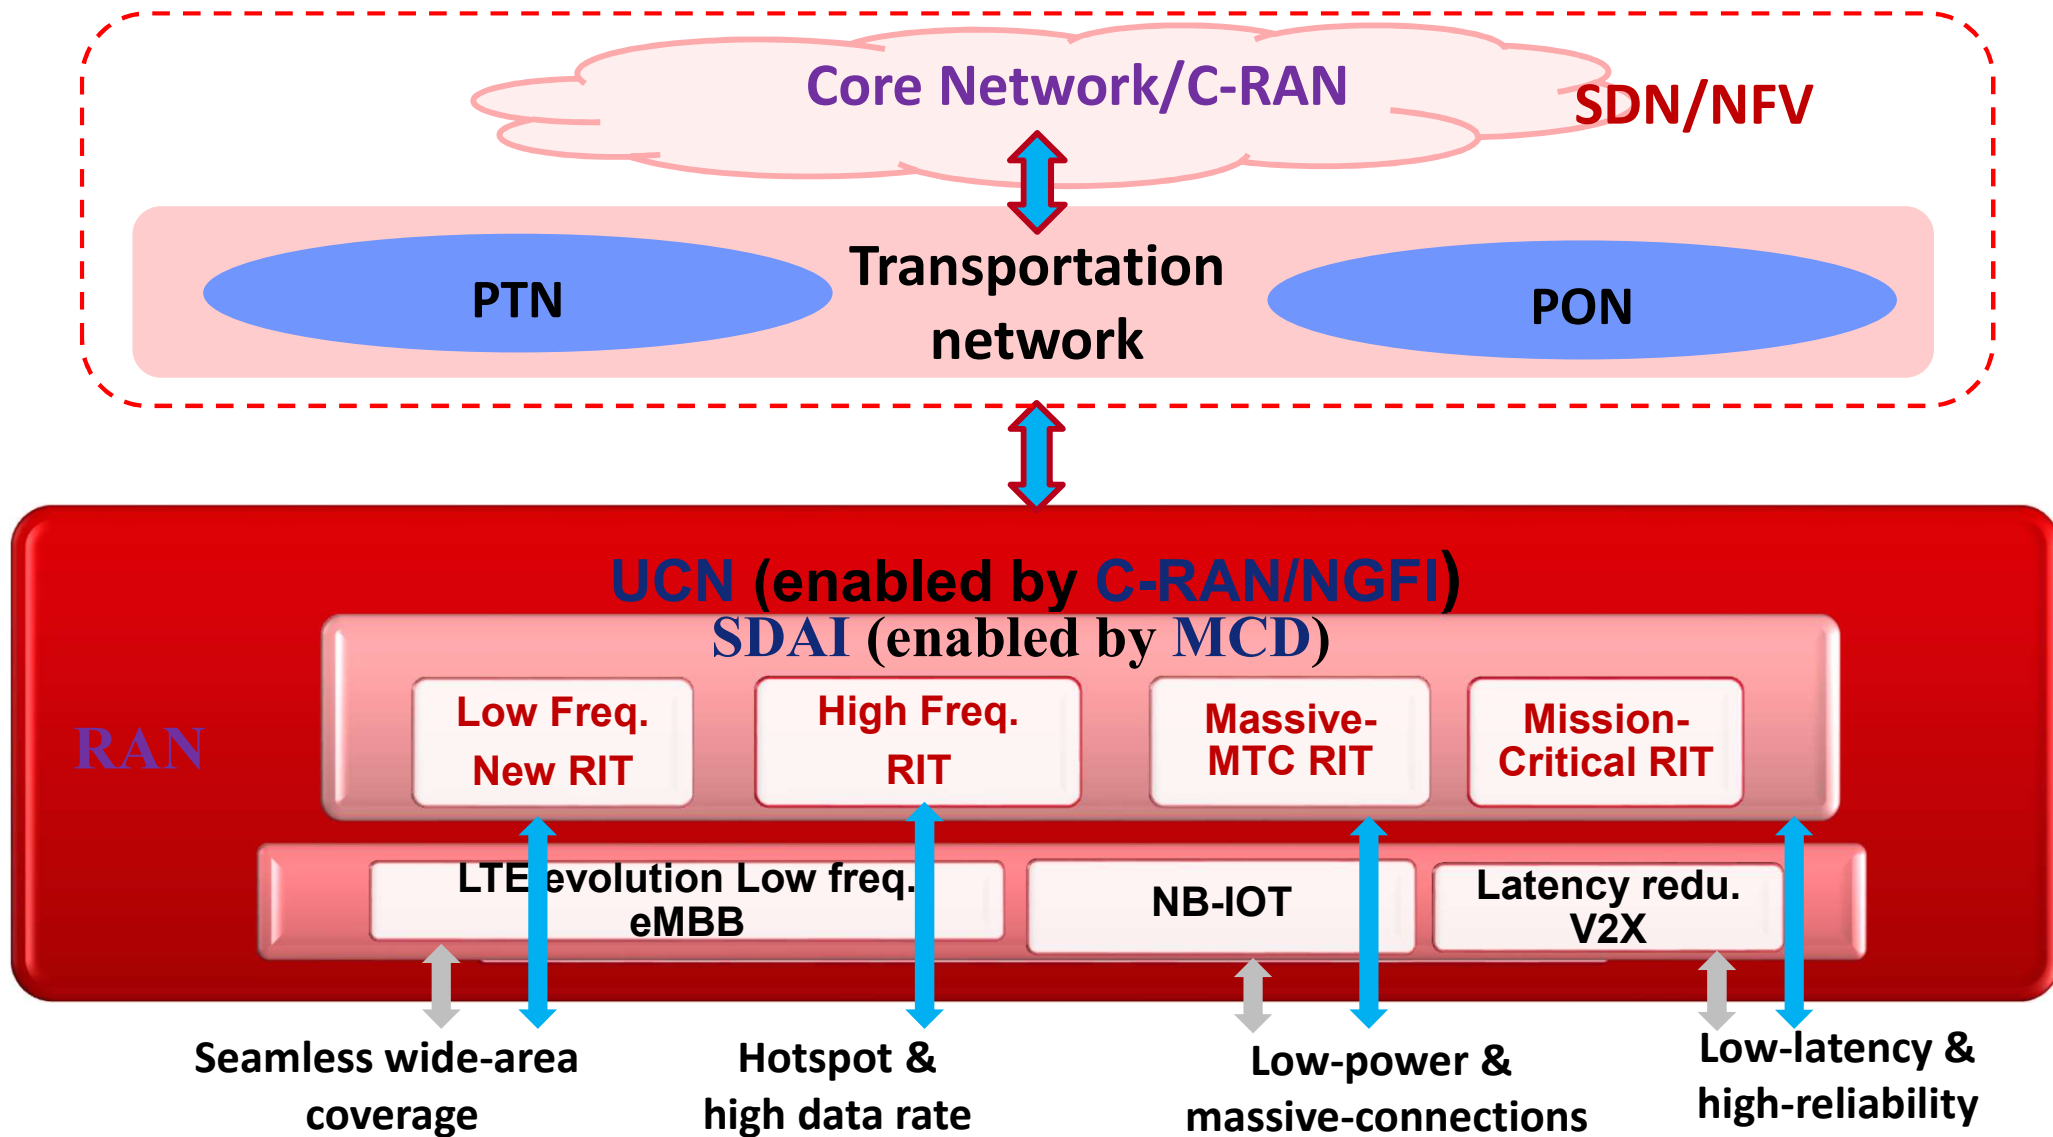 Core Network/C-RAN
SDN/NFV
PTN
Transportation
network
PON
UCN (enabled by C-RAN/NGFI)
SDAI (enabled by MCD)
RAN
Low Freq.
New RIT
High Freq.
RIT
Massive-
MTC RIT
Mission-
Critical RIT
LTE evolution Low freq.
eMBB
NB-IOT
Latency redu.
V2X
Seamless wide-area
coverage
Hotspot &
high data rate
Low-power &
massive-connections
Low-latency &
high-reliability